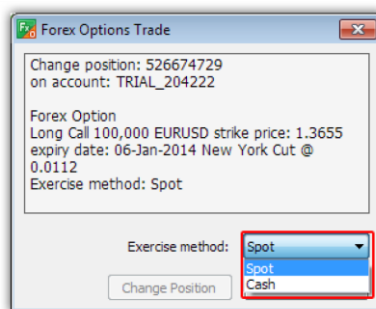 Forex Options Trade
Change position: 526674729
on account: TRIAL_204222
Forex Option
Long Call 100,000 EURUSD strike price: 1.3655
expiry date: 06-Jan-2014 New York Cut @
0.0112
Exercise method: Spot
Exercise method: Spot
Spot
Cash
Change Position